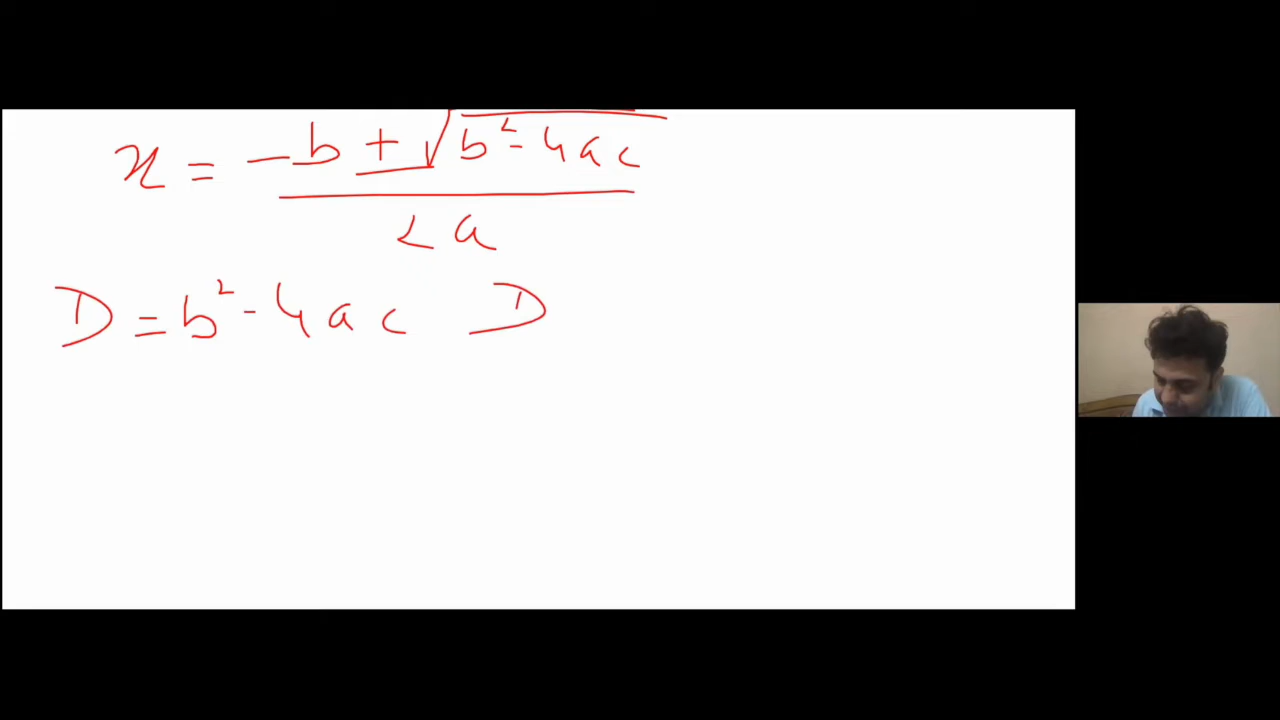 x = -b ± √b² - 4ac
2a
D = b² - 4ac D